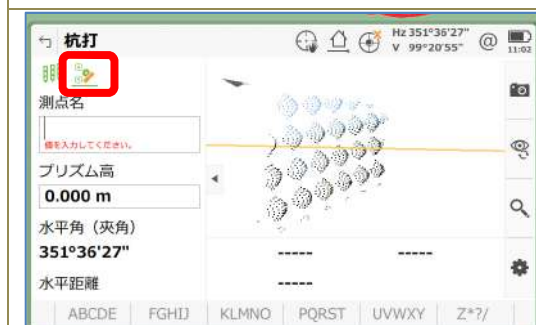 杭打
Hz 351°36'27"
V 99°20'55"
@
11:02
測点名
値を入力してください。
プリズム高
0.000 m
水平角（夾角）
351°36'27"
水平距離
-----
-----
-----
ABCDE FGHIJ KLMNO PQRST UVWXY Z*?/